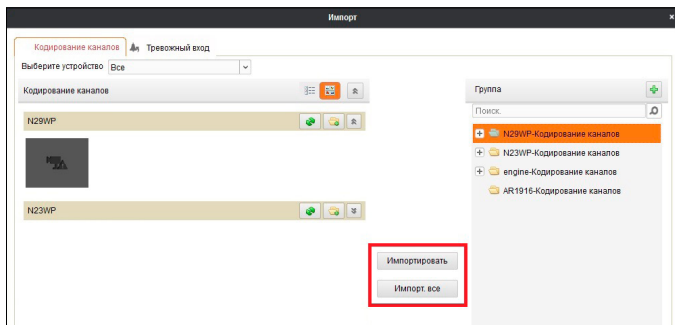 Импорт
×
Кодирование каналов
Тревожный вход
Выберите устройство Все
Кодирование каналов
N29WP
N23WP
Импортировать
Импорт. все
Группа
Поиск.
N29WP-Кодирование каналов
N23WP-Кодирование каналов
engine-Кодирование каналов
AR1916-Кодирование каналов